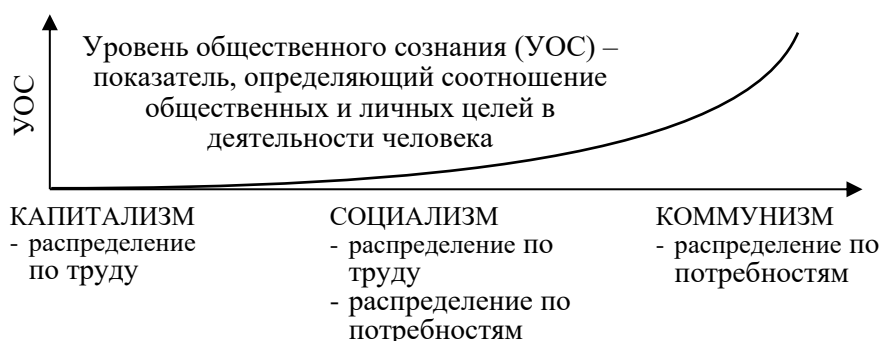 Уровень общественного сознания (УОС) –
показатель, определяющий соотношение
общественных и личных целей в
деятельности человека
УОС
КАПИТАЛИЗМ
- распределение
по труду
СОЦИАЛИЗМ
- распределение по
труду
- распределение по
потребностям
КОММУНИЗМ
- распределение по
потребностям